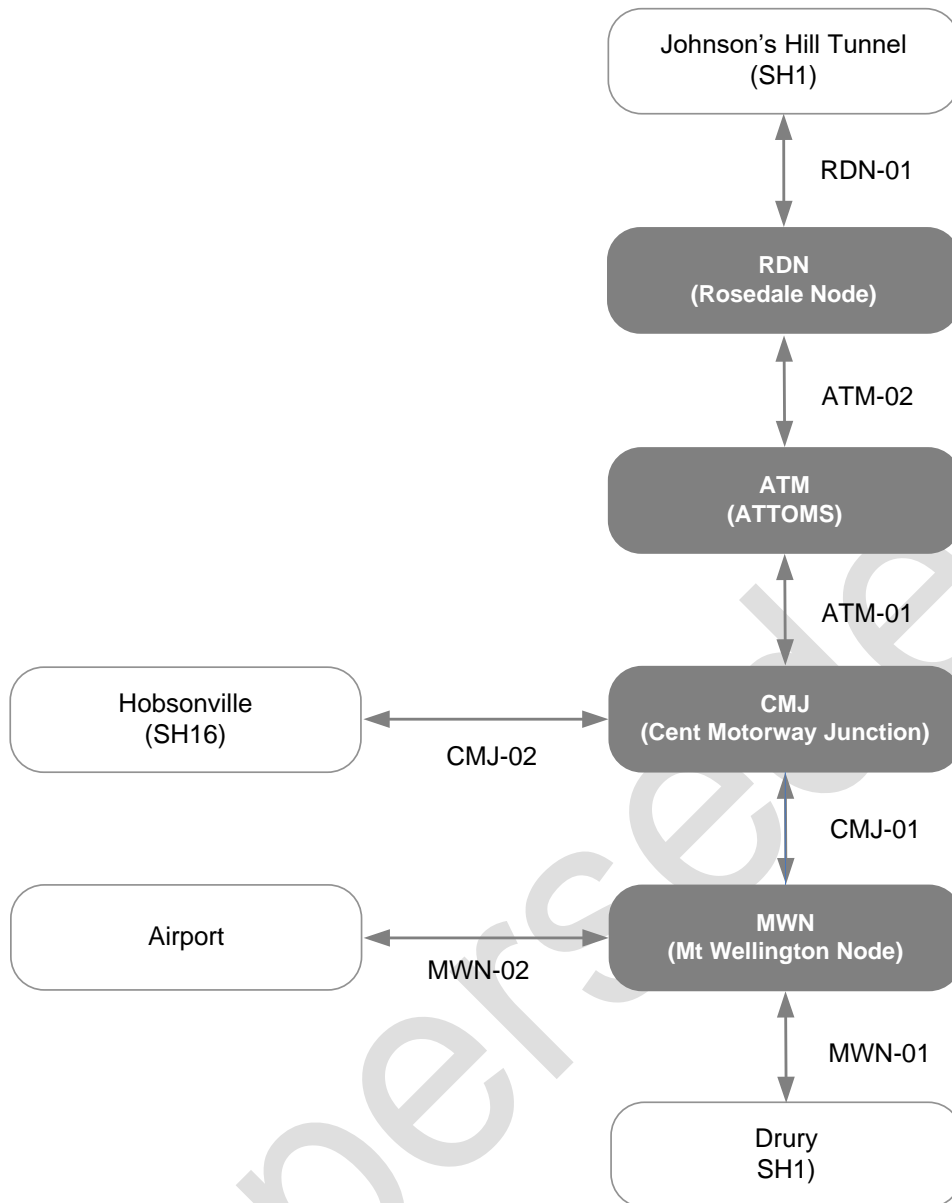 Johnson’s Hill Tunnel
(SH1)
RDN-01
RDN
(Rosedale Node)
ATM-02
ATM
(ATTOMS)
ATM-01
Hobsonville
(SH16)
CMJ-02
CMJ
(Cent Motorway Junction)
CMJ-01
Airport
MWN-02
MWN
(Mt Wellington Node)
MWN-01
Drury
SH1)